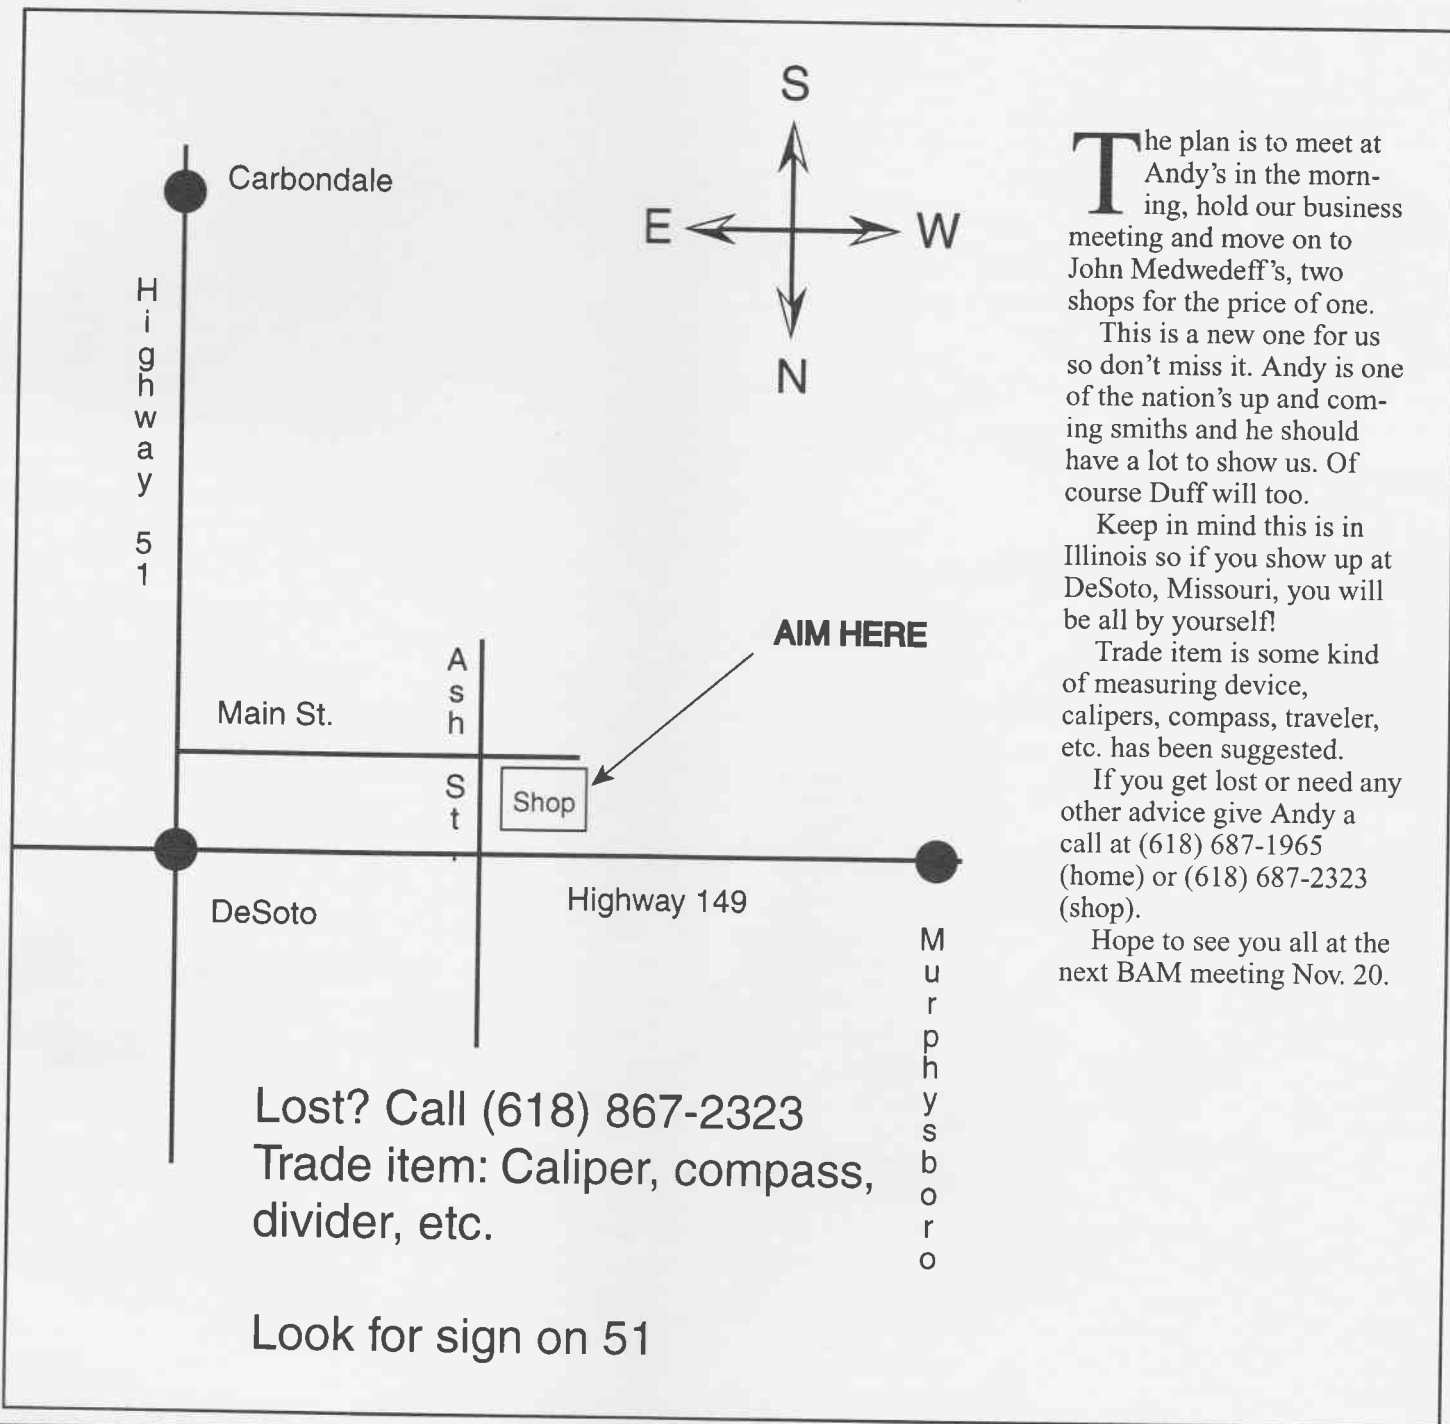 S
E
W
N
Carbondale
Highway 51
AIM HERE
Ash St.
Main St.
Shop
DeSoto
Highway 149
Murphysboro
Lost? Call (618) 867-2323
Trade item: Caliper, compass,
divider, etc.
Look for sign on 51
The plan is to meet at
Andy's in the morn-
ing, hold our business
meeting and move on to
John Medwedeff's, two
shops for the price of one.
This is a new one for us
so don't miss it. Andy is one
of the nation's up and com-
ing smiths and he should
have a lot to show us. Of
course Duff will too.
Keep in mind this is in
Illinois so if you show up at
DeSoto, Missouri, you will
be all by yourself!
Trade item is some kind
of measuring device,
calipers, compass, traveler,
etc. has been suggested.
If you get lost or need any
other advice give Andy a
call at (618) 687-1965
(home) or (618) 687-2323
(shop).
Hope to see you all at the
next BAM meeting Nov. 20.